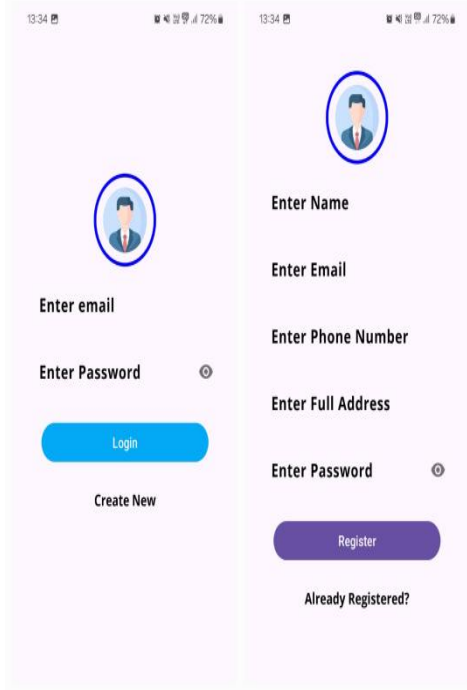 13:34
72%
Enter email
Enter Password
Login
Create New
13:34
72%
Enter Name
Enter Email
Enter Phone Number
Enter Full Address
Enter Password
Register
Already Registered?